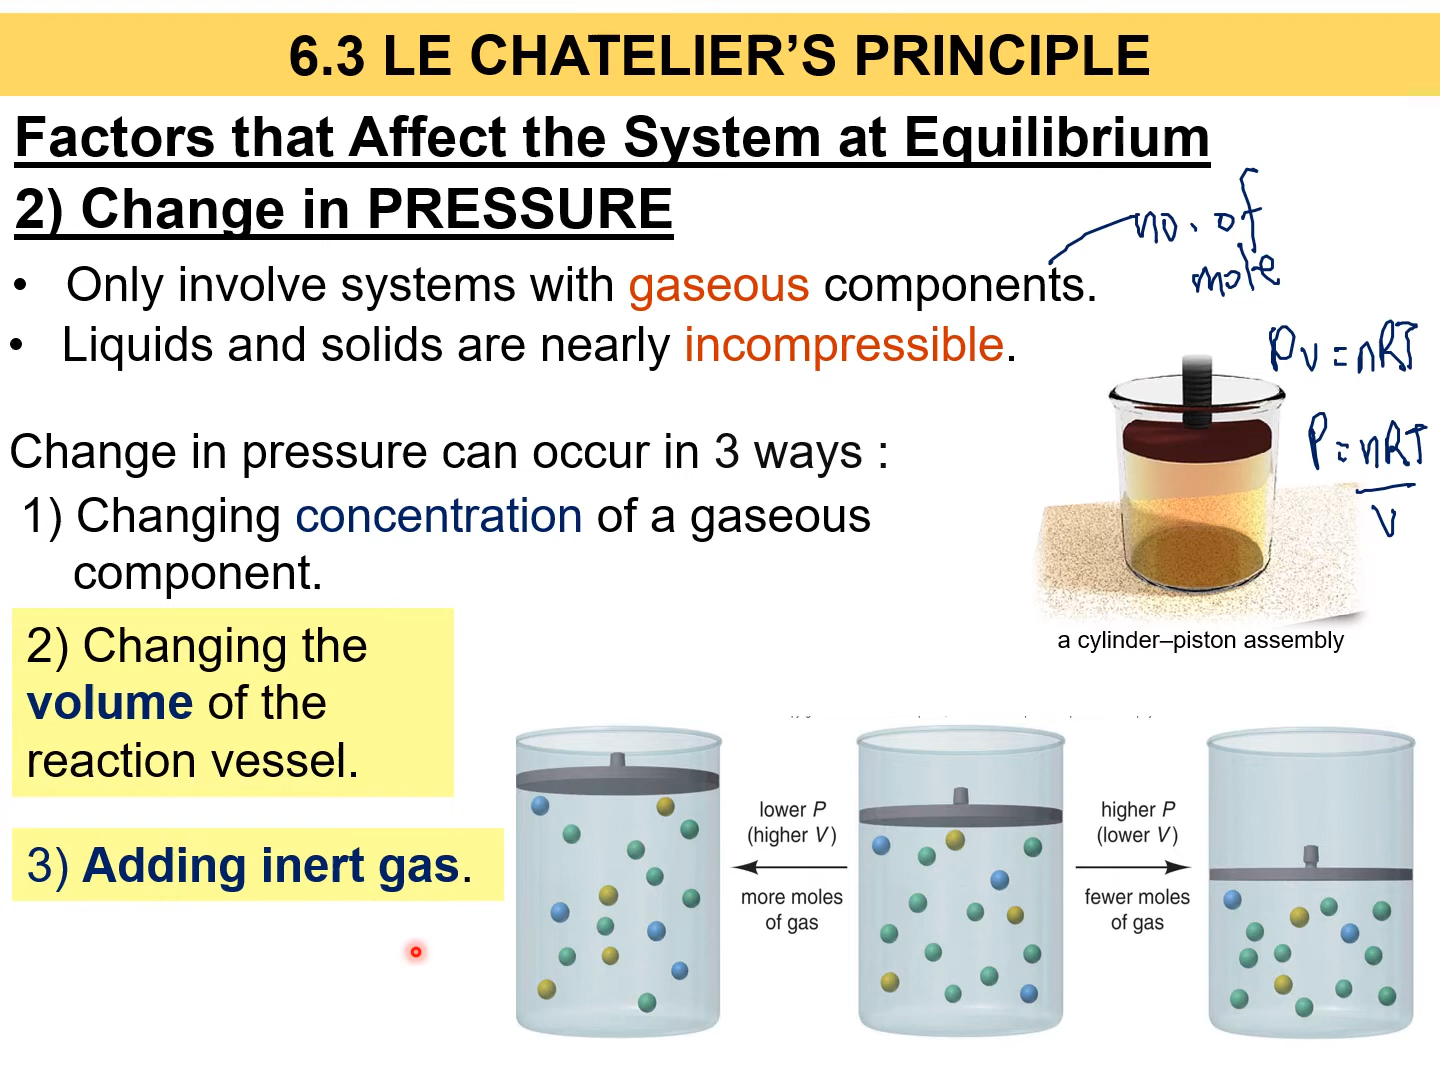 6.3 LE CHATELIER’S PRINCIPLE
Factors that Affect the System at Equilibrium
2) Change in PRESSURE
no. of
mole
• Only involve systems with gaseous components.
• Liquids and solids are nearly incompressible.
PV = nRT
P = nRT
V
Change in pressure can occur in 3 ways :
1) Changing concentration of a gaseous
component.
a cylinder–piston assembly
2) Changing the
volume of the
reaction vessel.
3) Adding inert gas.
lower P
(higher V)
more moles
of gas
higher P
(lower V)
fewer moles
of gas